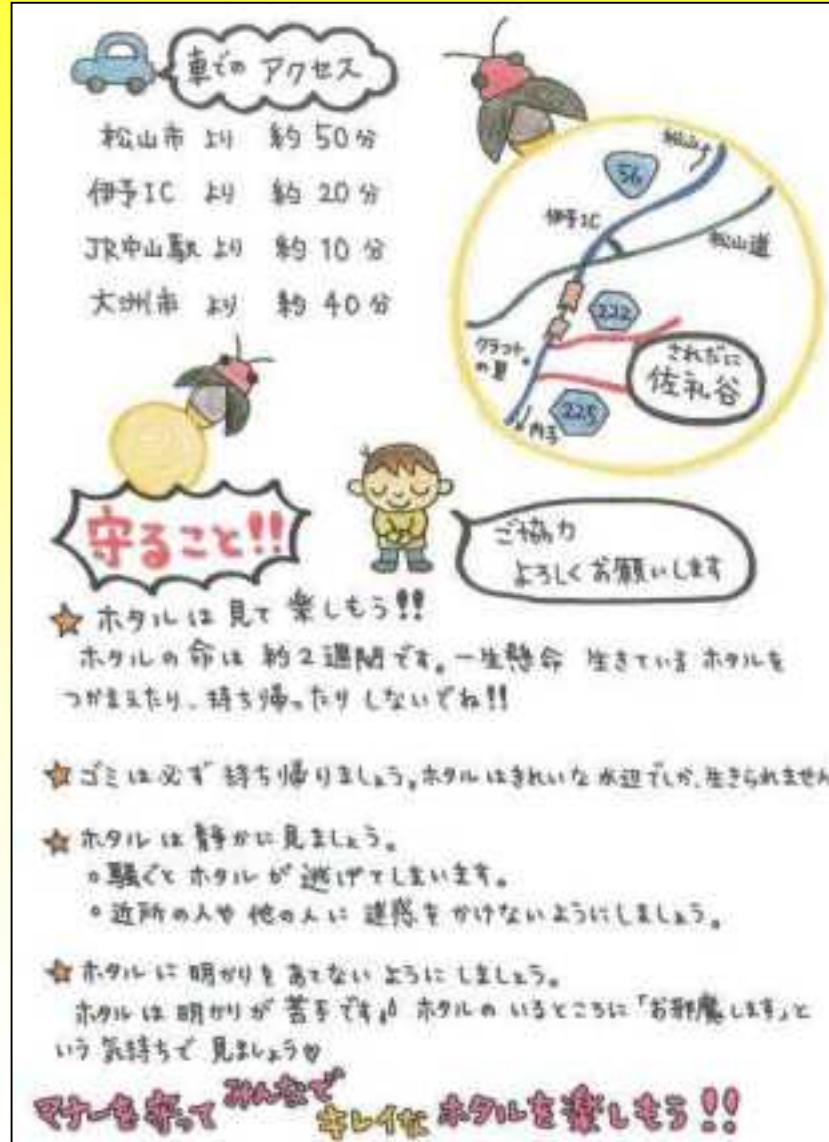 車での アクセス
松山市 より 約 50分
伊予IC より 約 20分
JR中山駅 より 約 10分
大洲市 より 約 40分
松山
56
伊予IC
松山道
222
クラフトの里
されだに
佐礼谷
225
内子
守ること!!
ご協力
よろしくお願いします
ホタルは見て楽しもう!!
ホタルの命は約2週間です。一生懸命 生きている ホタルを
つかまえたり、持ち帰ったりしないでね!!
ゴミは必ず持ち帰りましょう。ホタルはきれいな水辺でしか、生きられません
ホタルは静かに見ましょう。
○騒ぐとホタルが逃げてしまいます。
○近所の人や他の人に迷惑をかけないようにしましょう。
ホタルに明かりをあてないようにしましょう。
ホタルは明かりが苦手です。ホタルのいるところに「お邪魔します」と
いう気持ちで見ましょう♡
マナーを守ってみんなでキレイなホタルを楽しもう!!